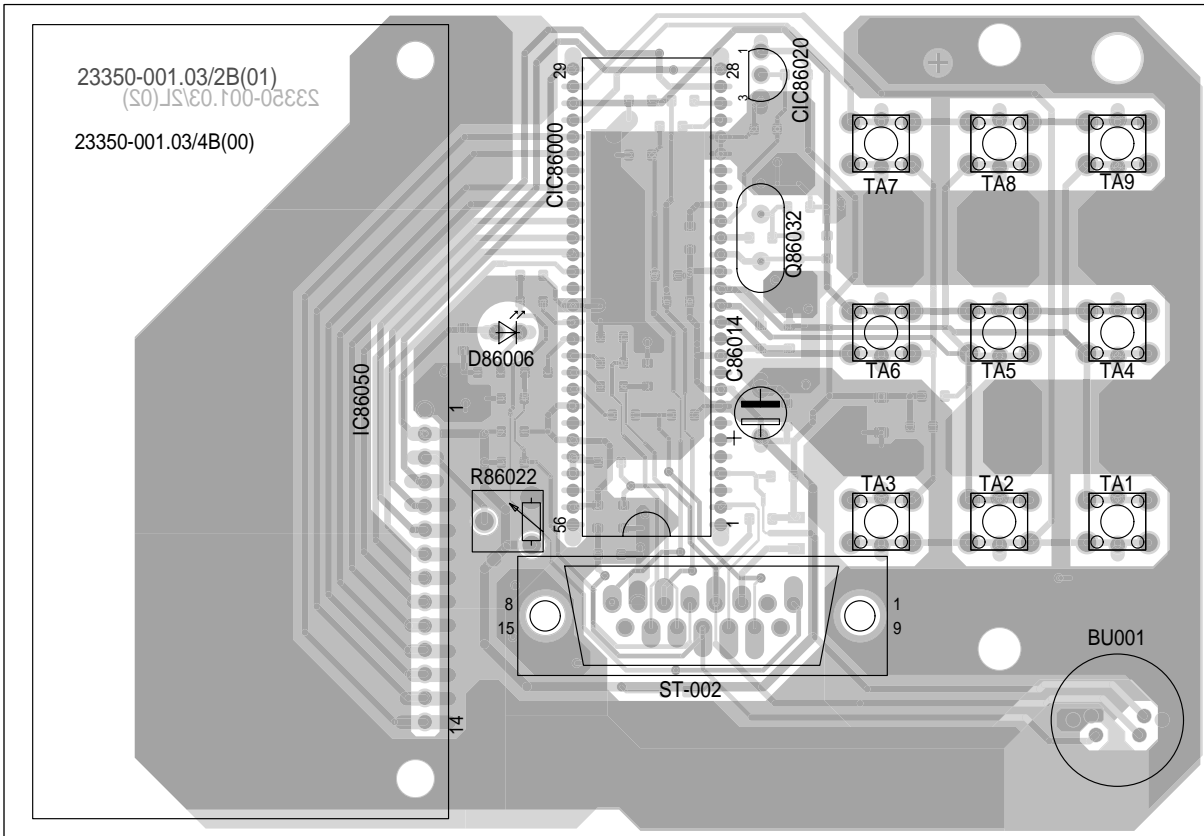 23350-001.03/2B(01)
23350-001.03/2L(02)
23350-001.03/4B(00)
29
28
1
3
CIC86020
CIC86000
Q86032
TA7
TA8
TA9
D86006
C86014
+
TA6
TA5
TA4
IC86050
1
14
R86022
56
1
TA3
TA2
TA1
8
15
1
9
ST-002
BU001